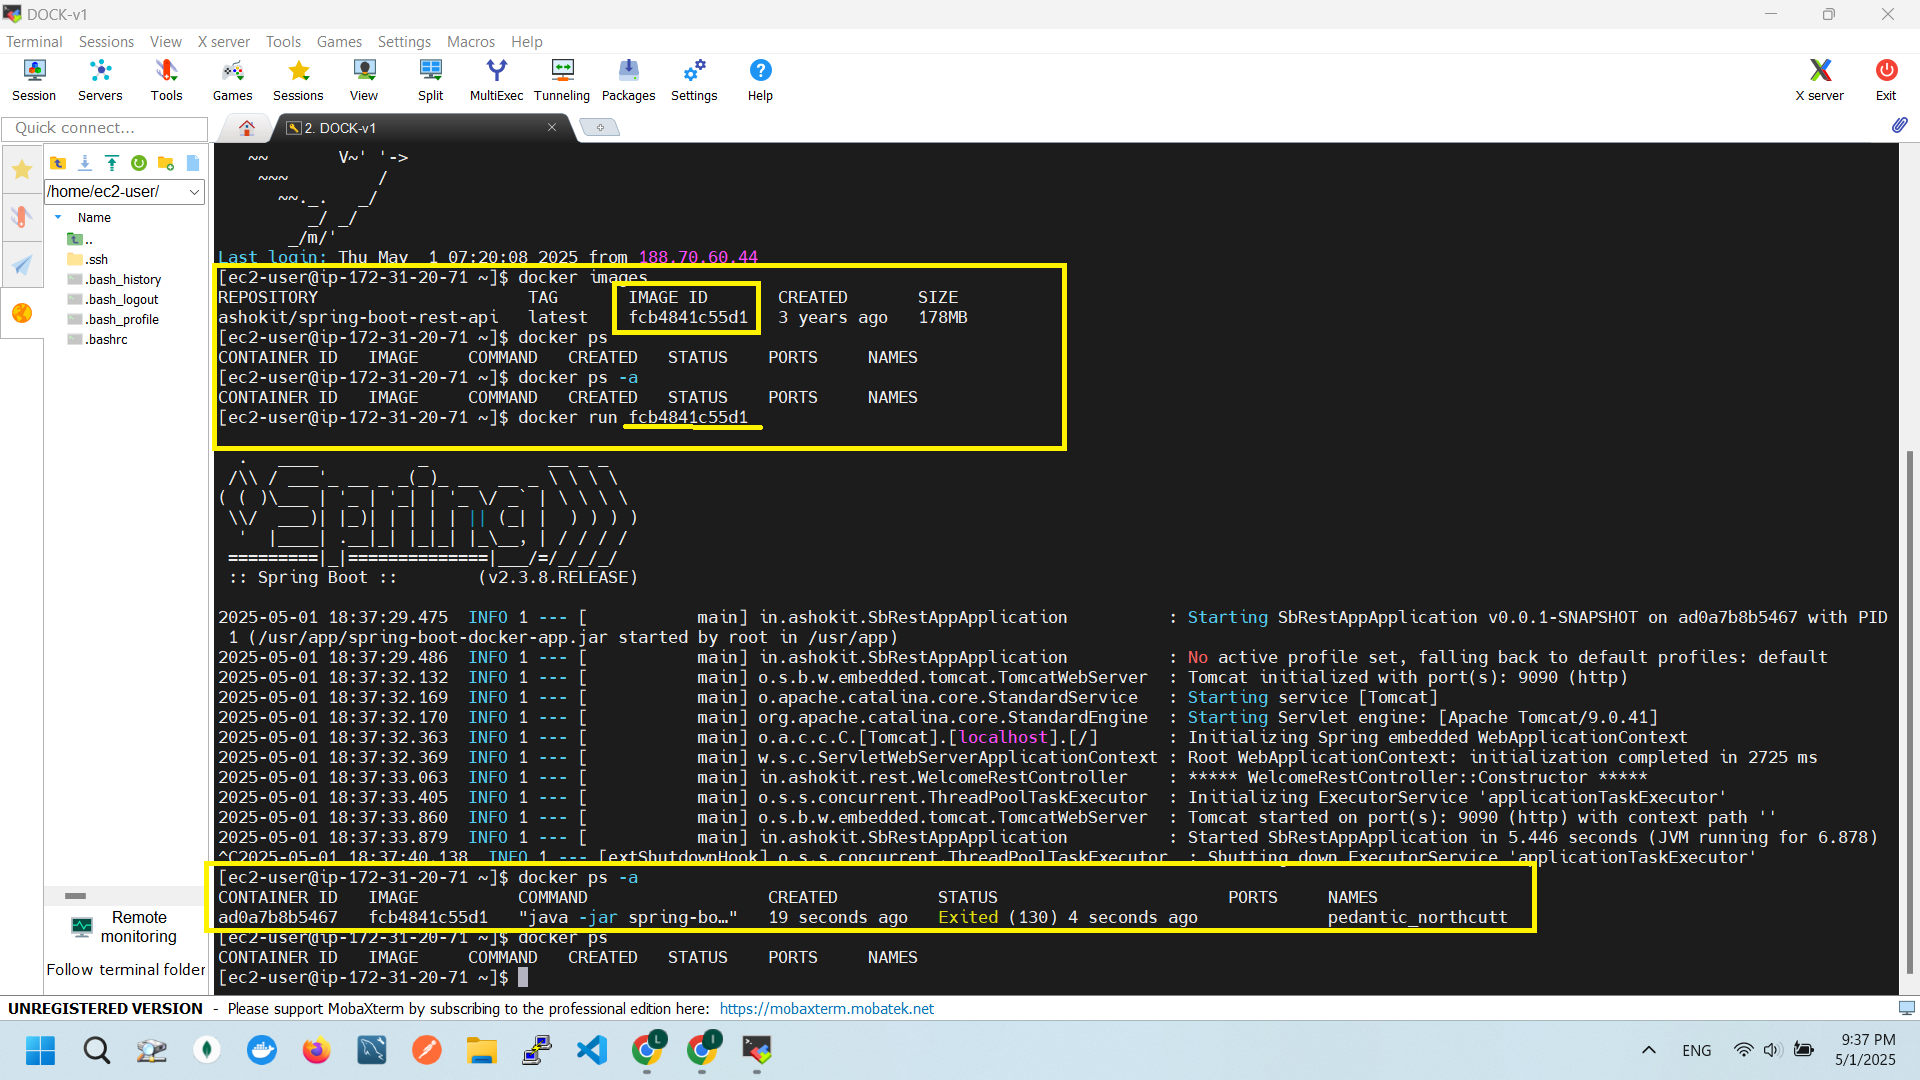 DOCK-v1
Terminal Sessions View X server Tools Games Settings Macros Help
Session Servers Tools Games Sessions View Split MultiExec Tunneling Packages Settings Help X server Exit
Quick connect...
2. DOCK-v1
/home/ec2-user/
Name
..
.ssh
.bash_history
.bash_logout
.bash_profile
.bashrc
Remote
monitoring
Follow terminal folder
   ~~       V~' '->
    ~~~         /
      ~~._.   _/
         _/ _/
       _/m/'
Last login: Thu May  1 07:20:08 2025 from 188.70.60.44
[ec2-user@ip-172-31-20-71 ~]$ docker images
REPOSITORY                     TAG       IMAGE ID       CREATED       SIZE
ashokit/spring-boot-rest-api   latest    fcb4841c55d1   3 years ago   178MB
[ec2-user@ip-172-31-20-71 ~]$ docker ps
CONTAINER ID   IMAGE     COMMAND   CREATED   STATUS    PORTS     NAMES
[ec2-user@ip-172-31-20-71 ~]$ docker ps -a
CONTAINER ID   IMAGE     COMMAND   CREATED   STATUS    PORTS     NAMES
[ec2-user@ip-172-31-20-71 ~]$ docker run fcb4841c55d1
  .   ____          _            __ _ _
 /\\ / ___'_ __ _ _(_)_ __  __ _ \ \ \ \
( ( )\___ | '_ | '_| | '_ \/ _` | \ \ \ \
 \\/  ___)| |_)| | | | | || (_| |  ) ) ) )
  '  |____| .__|_| |_|_| |_\__, | / / / /
 =========|_|==============|___/=/_/_/_/
 :: Spring Boot ::        (v2.3.8.RELEASE)
2025-05-01 18:37:29.475  INFO 1 --- [           main] in.ashokit.SbRestAppApplication          : Starting SbRestAppApplication v0.0.1-SNAPSHOT on ad0a7b8b5467 with PID
 1 (/usr/app/spring-boot-docker-app.jar started by root in /usr/app)
2025-05-01 18:37:29.486  INFO 1 --- [           main] in.ashokit.SbRestAppApplication          : No active profile set, falling back to default profiles: default
2025-05-01 18:37:32.132  INFO 1 --- [           main] o.s.b.w.embedded.tomcat.TomcatWebServer  : Tomcat initialized with port(s): 9090 (http)
2025-05-01 18:37:32.169  INFO 1 --- [           main] o.apache.catalina.core.StandardService   : Starting service [Tomcat]
2025-05-01 18:37:32.170  INFO 1 --- [           main] org.apache.catalina.core.StandardEngine  : Starting Servlet engine: [Apache Tomcat/9.0.41]
2025-05-01 18:37:32.363  INFO 1 --- [           main] o.a.c.c.C.[Tomcat].[localhost].[/]       : Initializing Spring embedded WebApplicationContext
2025-05-01 18:37:32.369  INFO 1 --- [           main] w.s.c.ServletWebServerApplicationContext : Root WebApplicationContext: initialization completed in 2725 ms
2025-05-01 18:37:33.063  INFO 1 --- [           main] in.ashokit.rest.WelcomeRestController    : ***** WelcomeRestController::Constructor *****
2025-05-01 18:37:33.405  INFO 1 --- [           main] o.s.s.concurrent.ThreadPoolTaskExecutor  : Initializing ExecutorService 'applicationTaskExecutor'
2025-05-01 18:37:33.860  INFO 1 --- [           main] o.s.b.w.embedded.tomcat.TomcatWebServer  : Tomcat started on port(s): 9090 (http) with context path ''
2025-05-01 18:37:33.879  INFO 1 --- [           main] in.ashokit.SbRestAppApplication          : Started SbRestAppApplication in 5.446 seconds (JVM running for 6.878)
^C2025-05-01 18:37:40.138  INFO 1 --- [extShutdownHook] o.s.s.concurrent.ThreadPoolTaskExecutor  : Shutting down ExecutorService 'applicationTaskExecutor'
[ec2-user@ip-172-31-20-71 ~]$ docker ps -a
CONTAINER ID   IMAGE          COMMAND                  CREATED          STATUS                       PORTS     NAMES
ad0a7b8b5467   fcb4841c55d1   "java -jar spring-bo…"   19 seconds ago   Exited (130) 4 seconds ago             pedantic_northcutt
[ec2-user@ip-172-31-20-71 ~]$ docker ps
CONTAINER ID   IMAGE     COMMAND   CREATED   STATUS    PORTS     NAMES
[ec2-user@ip-172-31-20-71 ~]$
UNREGISTERED VERSION - Please support MobaXterm by subscribing to the professional edition here: https://mobaxterm.mobatek.net
L
I
ENG
9:37 PM
5/1/2025